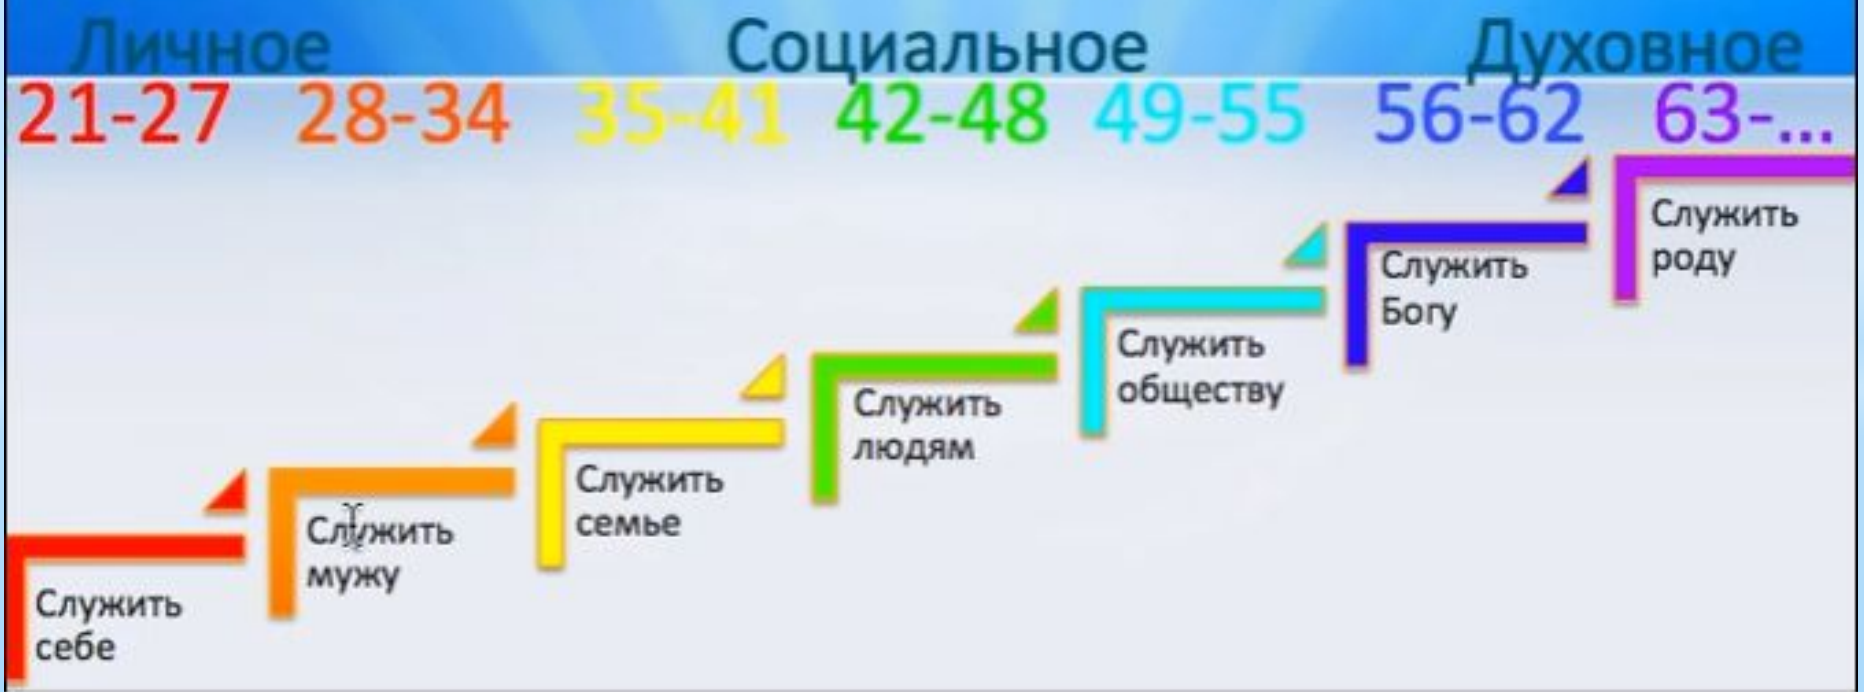 Личное Социальное Духовное
21-27 28-34 35-41 42-48 49-55 56-62 63-...
Служить
себе
Служить
мужу
Служить
семье
Служить
людям
Служить
обществу
Служить
Богу
Служить
роду